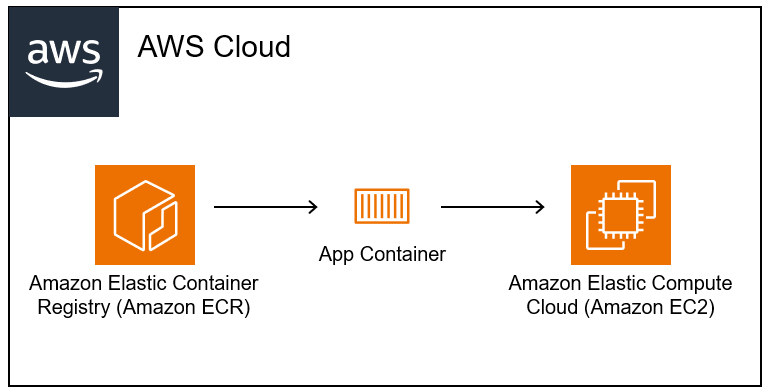 aws
AWS Cloud
App Container
Amazon Elastic Container
Registry (Amazon ECR)
Amazon Elastic Compute
Cloud (Amazon EC2)